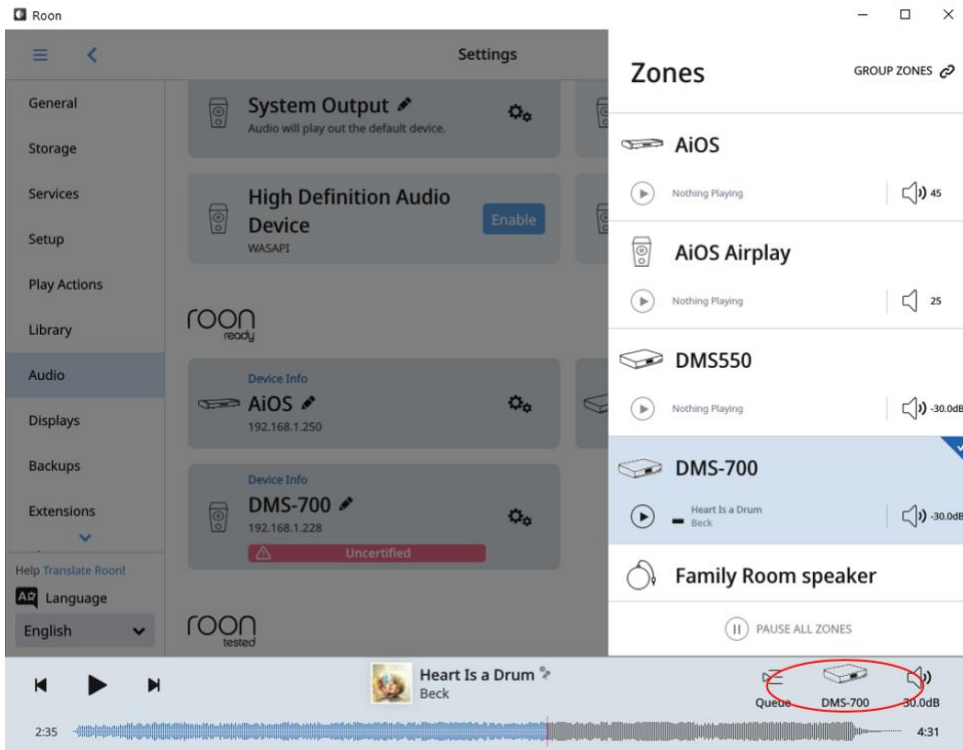 Roon
Settings
General
Storage
Services
Setup
Play Actions
Library
Audio
Displays
Backups
Extensions
Help Translate Roon!
Language
English
System Output
Audio will play out the default device.
High Definition Audio
Device
WASAPI
Enable
roon
ready
Device Info
AiOS
192.168.1.250
Device Info
DMS-700
192.168.1.228
Uncertified
roon
tested
Zones
GROUP ZONES
AiOS
Nothing Playing
45
AiOS Airplay
Nothing Playing
25
DMS550
Nothing Playing
-30.0dB
DMS-700
Heart Is a Drum
Beck
-30.0dB
Family Room speaker
PAUSE ALL ZONES
Heart Is a Drum
Beck
Queue
DMS-700
30.0dB
2:35
4:31